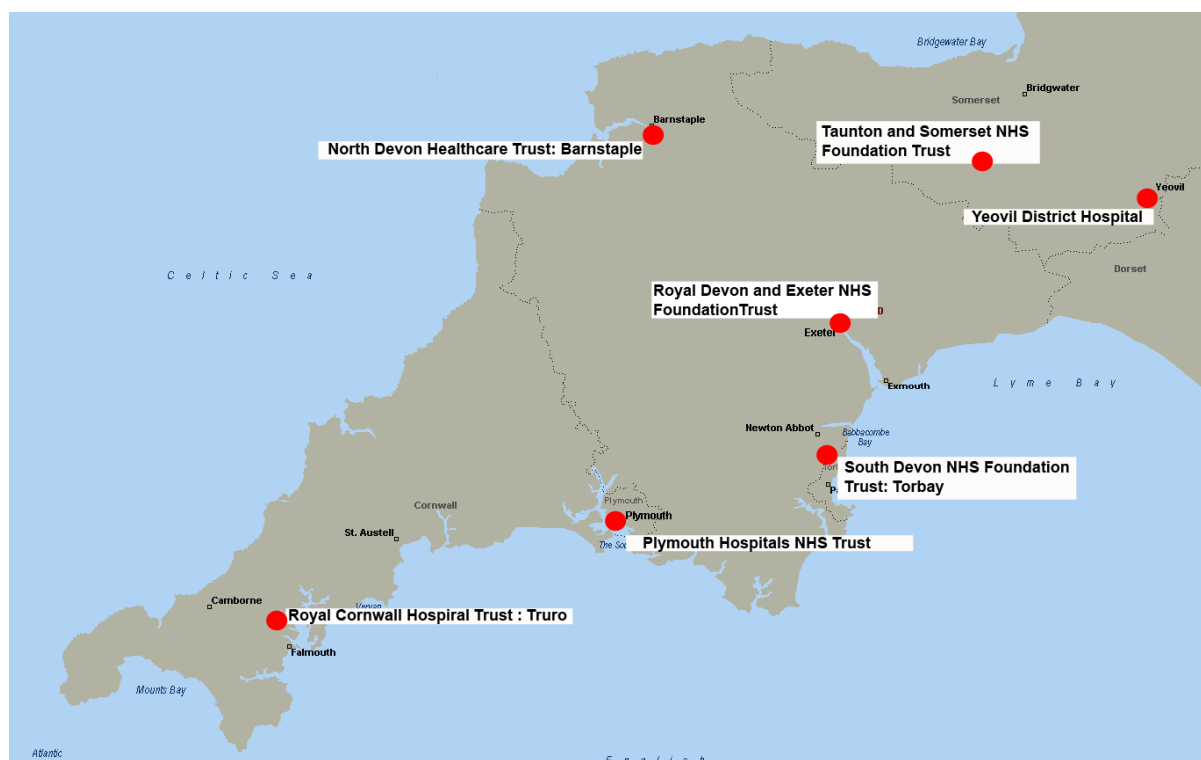 Bridgewater Bay
Bridgwater
Somerset
Barnstaple
Taunton and Somerset NHS
Foundation Trust
North Devon Healthcare Trust: Barnstaple
Yeovil
Yeovil District Hospital
Celtic Sea
Dorset
Royal Devon and Exeter NHS
FoundationTrust
Exeter
Exmouth
Lyme Bay
Newton Abbot
Babbacombe
Bay
South Devon NHS Foundation
Trust: Torbay
Plymouth
Cornwall
Plymouth
St. Austell
The
Plymouth Hospitals NHS Trust
Camborne
Royal Cornwall Hospiral Trust : Truro
Falmouth
Mounts Bay
Atlantic